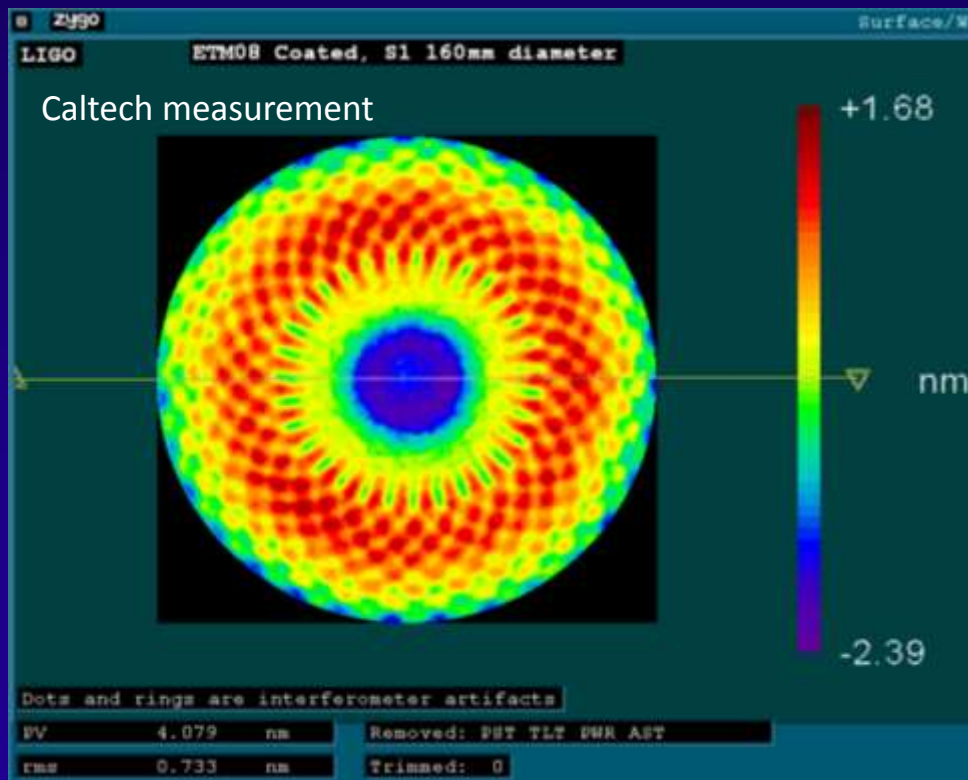 zygo
Surface/W
LIGO
ETM08 Coated, S1 160mm diameter
Caltech measurement
+1.68
nm
-2.39
Dots and rings are interferometer artifacts
PV 4.079 nm
Removed: PST TLT PWR AST
rms 0.733 nm
Trimmed: 0